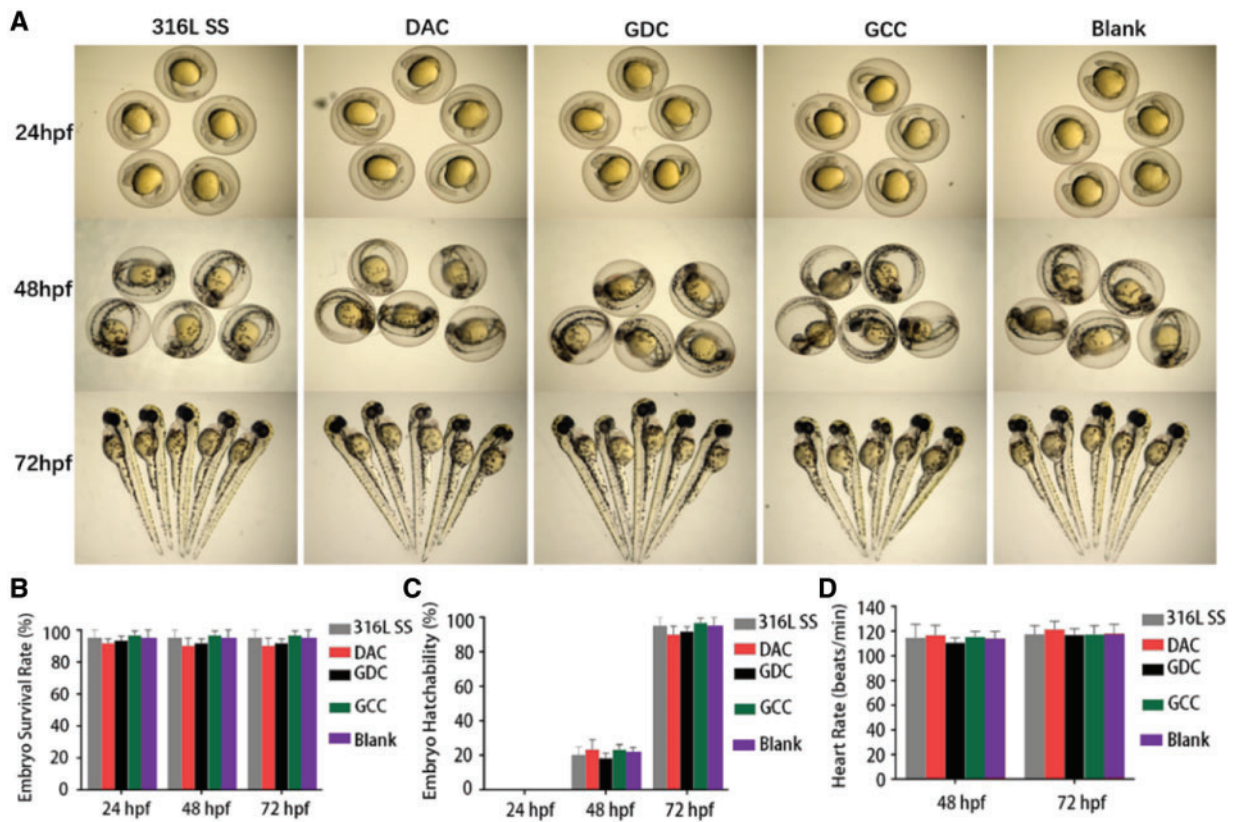 A
316L SS DAC GDC GCC Blank
24hpf
48hpf
72hpf
B
Embryo Survival Rate (%)
100
80
60
40
20
0
24 hpf 48 hpf 72 hpf
316L SS
DAC
GDC
GCC
Blank
C
Embryo Hatchability (%)
100
80
60
40
20
0
24 hpf 48 hpf 72 hpf
316L SS
DAC
GDC
GCC
Blank
D
Heart Rate (beats/min)
140
120
100
80
60
40
20
0
48 hpf 72 hpf
316L SS
DAC
GDC
GCC
Blank